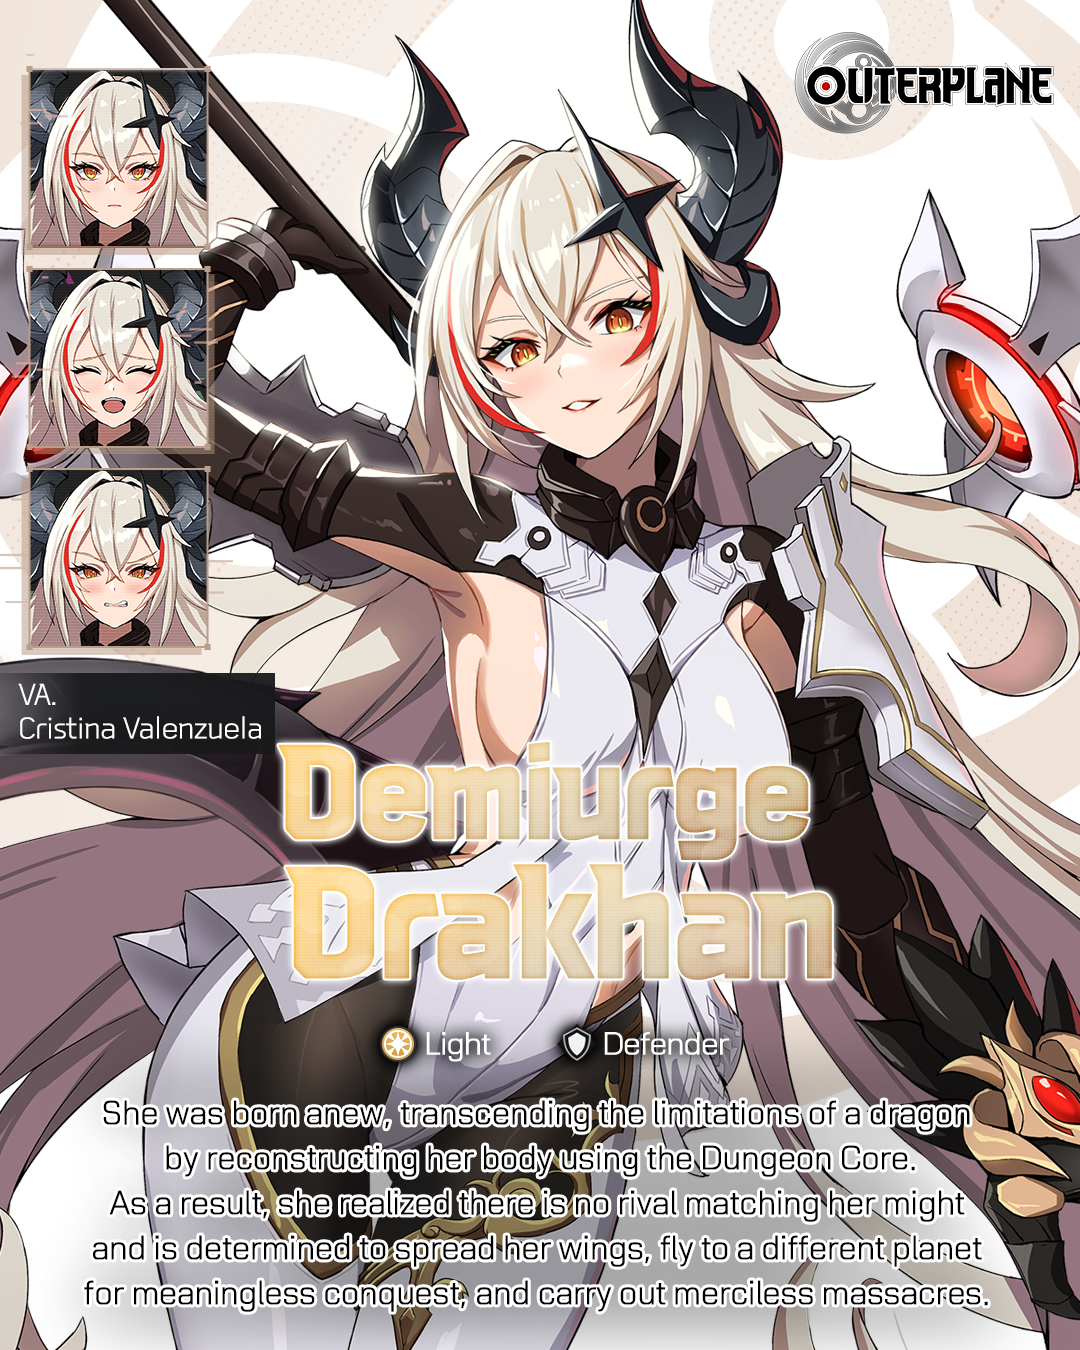 OUTERPLANE
VA.
Cristina Valenzuela
Demiurge
Drakhan
Light
Defender
She was born anew, transcending the limitations of a dragon
by reconstructing her body using the Dungeon Core.
As a result, she realized there is no rival matching her might
and is determined to spread her wings, fly to a different planet
for meaningless conquest, and carry out merciless massacres.